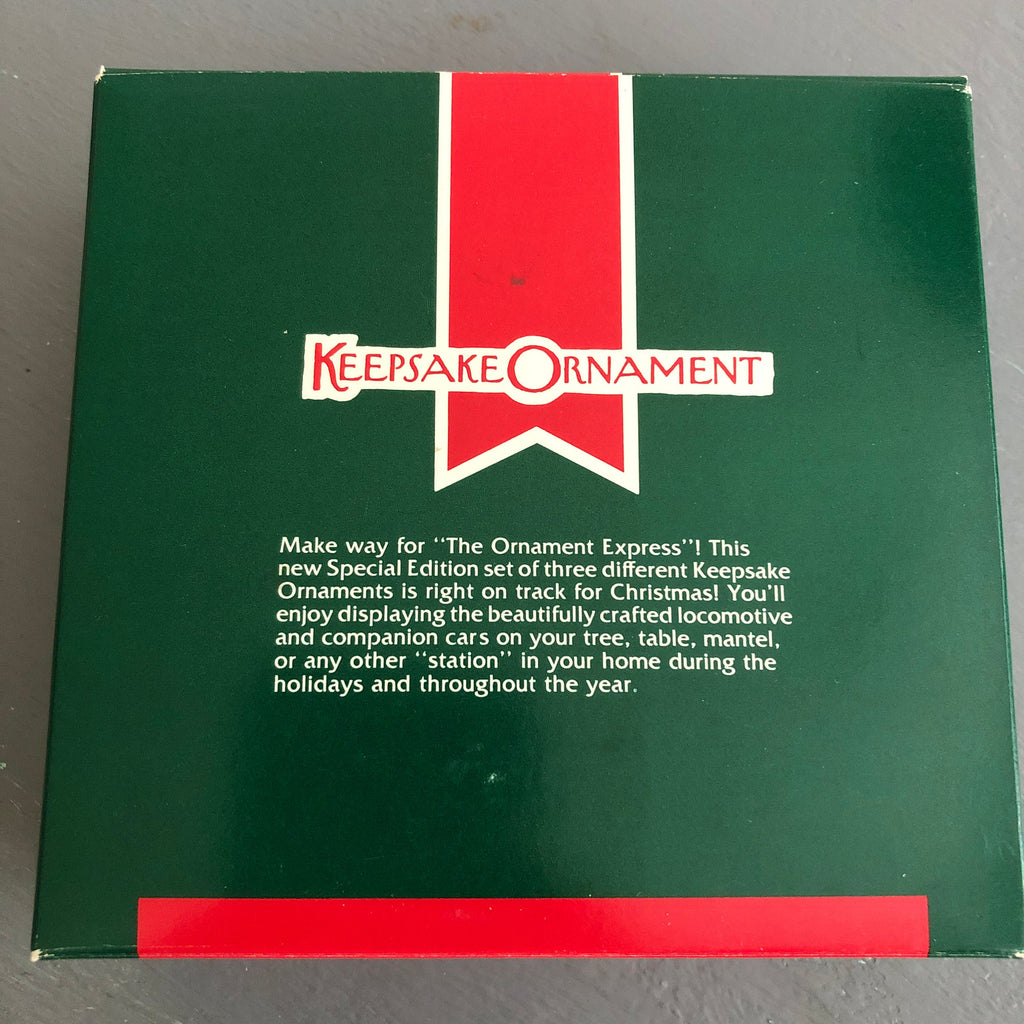 KEEPSAKE ORNAMENT
Make way for "The Ornament Express"! This
new Special Edition set of three different Keepsake
Ornaments is right on track for Christmas! You'll
enjoy displaying the beautifully crafted locomotive
and companion cars on your tree, table, mantel,
or any other "station" in your home during the
holidays and throughout the year.